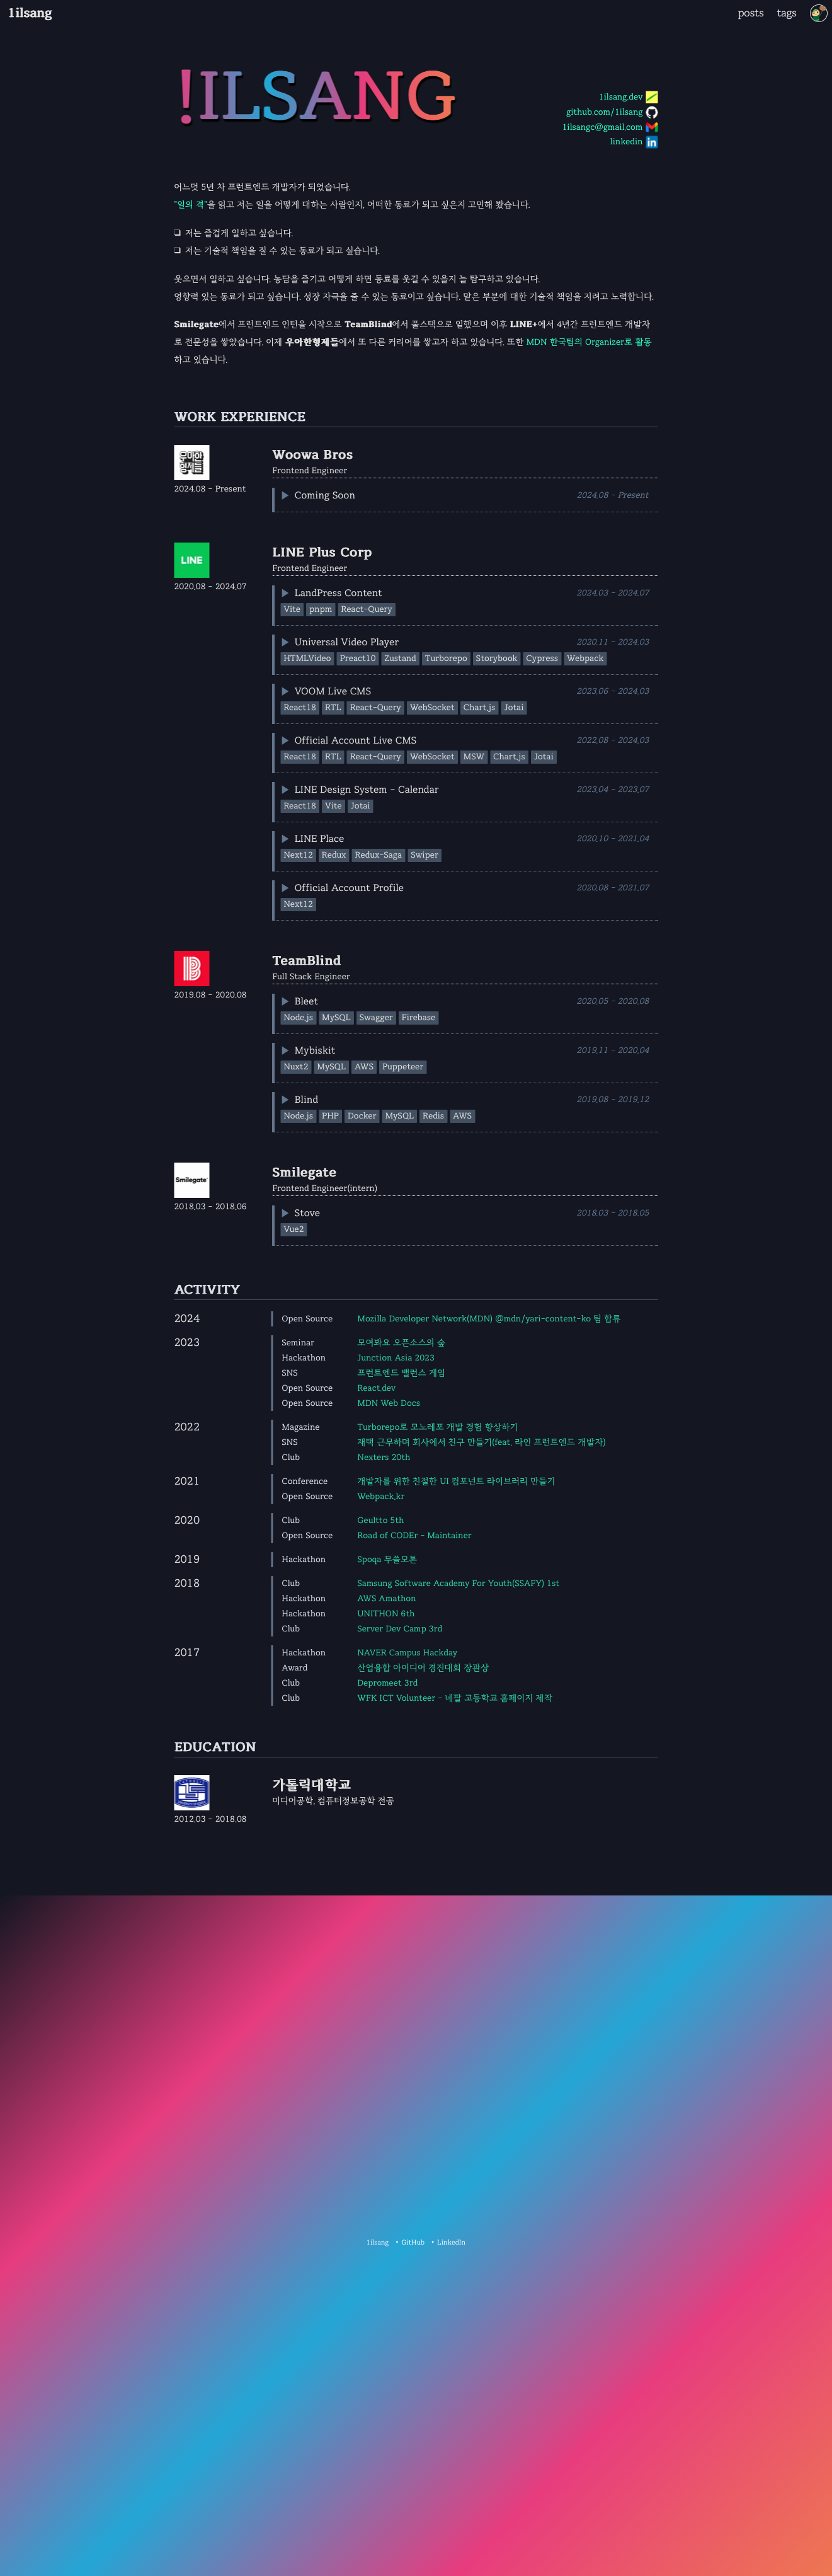 1ilsang
posts tags
!ILSANG
1ilsang.dev
github.com/1ilsang
1ilsangc@gmail.com
linkedin
어느덧 5년 차 프런트엔드 개발자가 되었습니다.
"일의 격"을 읽고 저는 일을 어떻게 대하는 사람인지, 어떠한 동료가 되고 싶은지 고민해 봤습니다.
❏ 저는 즐겁게 일하고 싶습니다.
❏ 저는 기술적 책임을 질 수 있는 동료가 되고 싶습니다.
웃으면서 일하고 싶습니다. 농담을 즐기고 어떻게 하면 동료를 웃길 수 있을지 늘 탐구하고 있습니다.
영향력 있는 동료가 되고 싶습니다. 성장 자극을 줄 수 있는 동료이고 싶습니다. 맡은 부분에 대한 기술적 책임을 지려고 노력합니다.
Smilegate에서 프런트엔드 인턴을 시작으로 TeamBlind에서 풀스택으로 일했으며 이후 LINE+에서 4년간 프런트엔드 개발자
로 전문성을 쌓았습니다. 이제 우아한형제들에서 또 다른 커리어를 쌓고자 하고 있습니다. 또한 MDN 한국팀의 Organizer로 활동
하고 있습니다.
WORK EXPERIENCE
우아한형제들
2024.08 - Present
Woowa Bros
Frontend Engineer
▶ Coming Soon 2024.08 - Present
LINE
2020.08 - 2024.07
LINE Plus Corp
Frontend Engineer
▶ LandPress Content 2024.03 - 2024.07
Vite pnpm React-Query
▶ Universal Video Player 2020.11 - 2024.03
HTMLVideo Preact10 Zustand Turborepo Storybook Cypress Webpack
▶ VOOM Live CMS 2023.06 - 2024.03
React18 RTL React-Query WebSocket Chart.js Jotai
▶ Official Account Live CMS 2022.08 - 2024.03
React18 RTL React-Query WebSocket MSW Chart.js Jotai
▶ LINE Design System - Calendar 2023.04 - 2023.07
React18 Vite Jotai
▶ LINE Place 2020.10 - 2021.04
Next12 Redux Redux-Saga Swiper
▶ Official Account Profile 2020.08 - 2021.07
Next12
2019.08 - 2020.08
TeamBlind
Full Stack Engineer
▶ Bleet 2020.05 - 2020.08
Node.js MySQL Swagger Firebase
▶ Mybiskit 2019.11 - 2020.04
Nuxt2 MySQL AWS Puppeteer
▶ Blind 2019.08 - 2019.12
Node.js PHP Docker MySQL Redis AWS
Smilegate
2018.03 - 2018.06
Smilegate
Frontend Engineer(intern)
▶ Stove 2018.03 - 2018.05
Vue2
ACTIVITY
2024 Open Source Mozilla Developer Network(MDN) @mdn/yari-content-ko 팀 합류
2023 Seminar 모여봐요 오픈소스의 숲
Hackathon Junction Asia 2023
SNS 프런트엔드 밸런스 게임
Open Source React.dev
Open Source MDN Web Docs
2022 Magazine Turborepo로 모노레포 개발 경험 향상하기
SNS 재택 근무하며 회사에서 친구 만들기(feat. 라인 프런트엔드 개발자)
Club Nexters 20th
2021 Conference 개발자를 위한 친절한 UI 컴포넌트 라이브러리 만들기
Open Source Webpack.kr
2020 Club Geultto 5th
Open Source Road of CODEr - Maintainer
2019 Hackathon Spoqa 무쓸모톤
2018 Club Samsung Software Academy For Youth(SSAFY) 1st
Hackathon AWS Amathon
Hackathon UNITHON 6th
Club Server Dev Camp 3rd
2017 Hackathon NAVER Campus Hackday
Award 산업융합 아이디어 경진대회 장관상
Club Depromeet 3rd
Club WFK ICT Volunteer - 네팔 고등학교 홈페이지 제작
EDUCATION
2012.03 - 2018.08
가톨릭대학교
미디어공학, 컴퓨터정보공학 전공
1ilsang • GitHub • LinkedIn